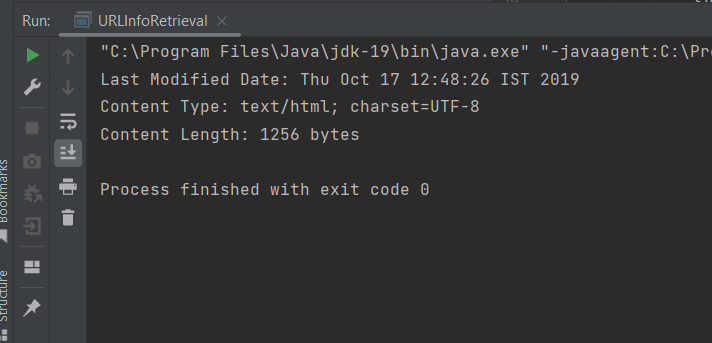 Run:
URLInfoRetrieval
"C:\Program Files\Java\jdk-19\bin\java.exe" "-javaagent:C:\Pr
Last Modified Date: Thu Oct 17 12:48:26 IST 2019
Content Type: text/html; charset=UTF-8
Content Length: 1256 bytes
Process finished with exit code 0
Bookmarks
Structure